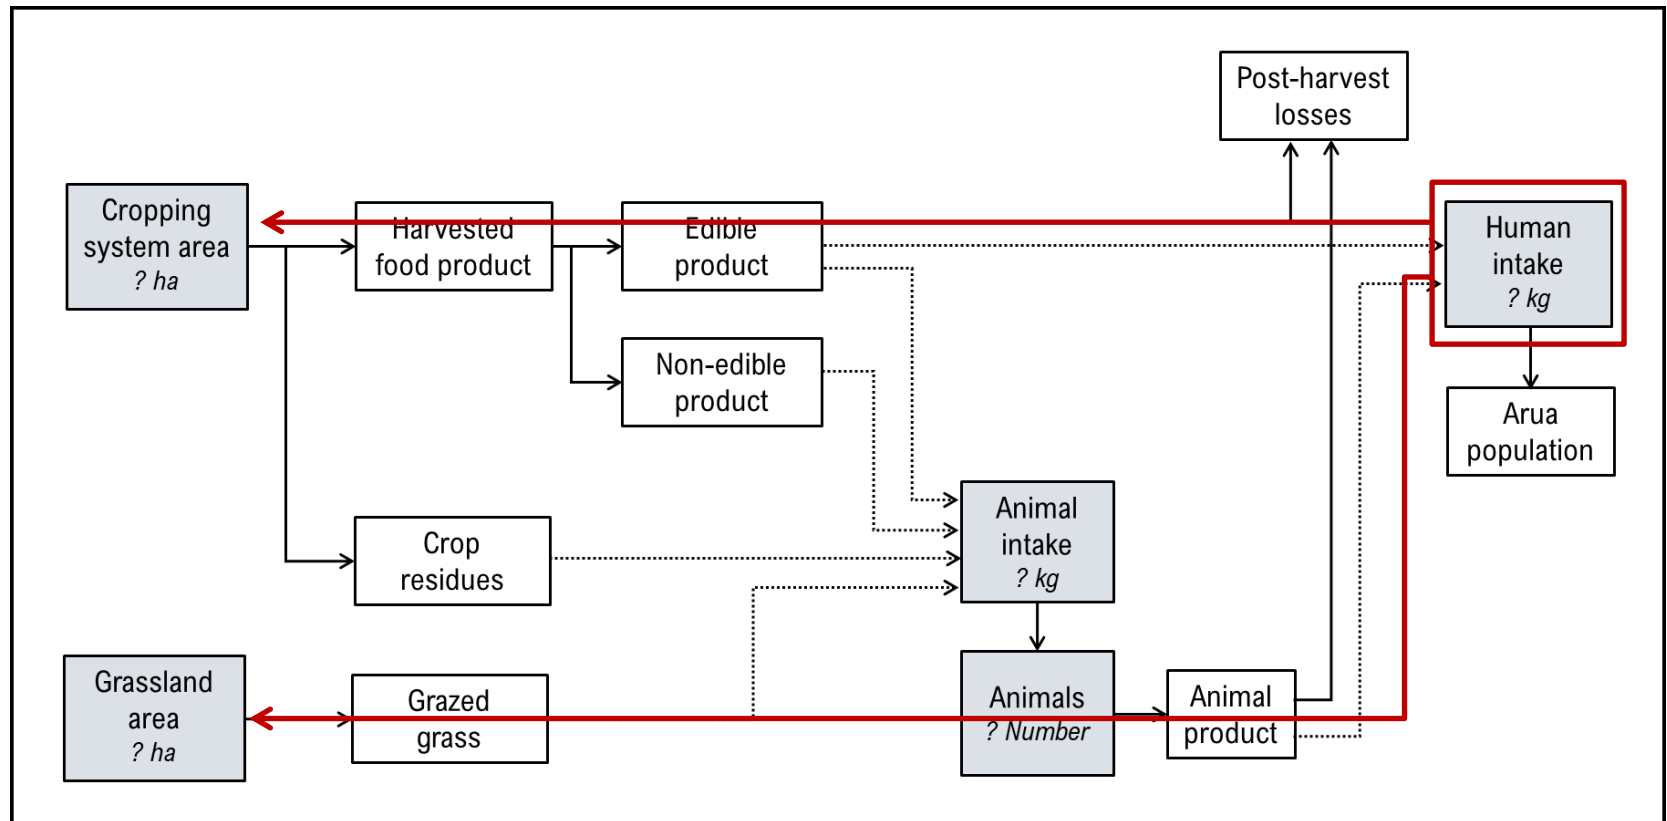 Post-harvest
losses
Cropping
system area
? ha
Harvested
food product
Edible
product
Human
intake
? kg
Non-edible
product
Arua
population
Animal
intake
? kg
Crop
residues
Grassland
area
? ha
Grazed
grass
Animals
? Number
Animal
product